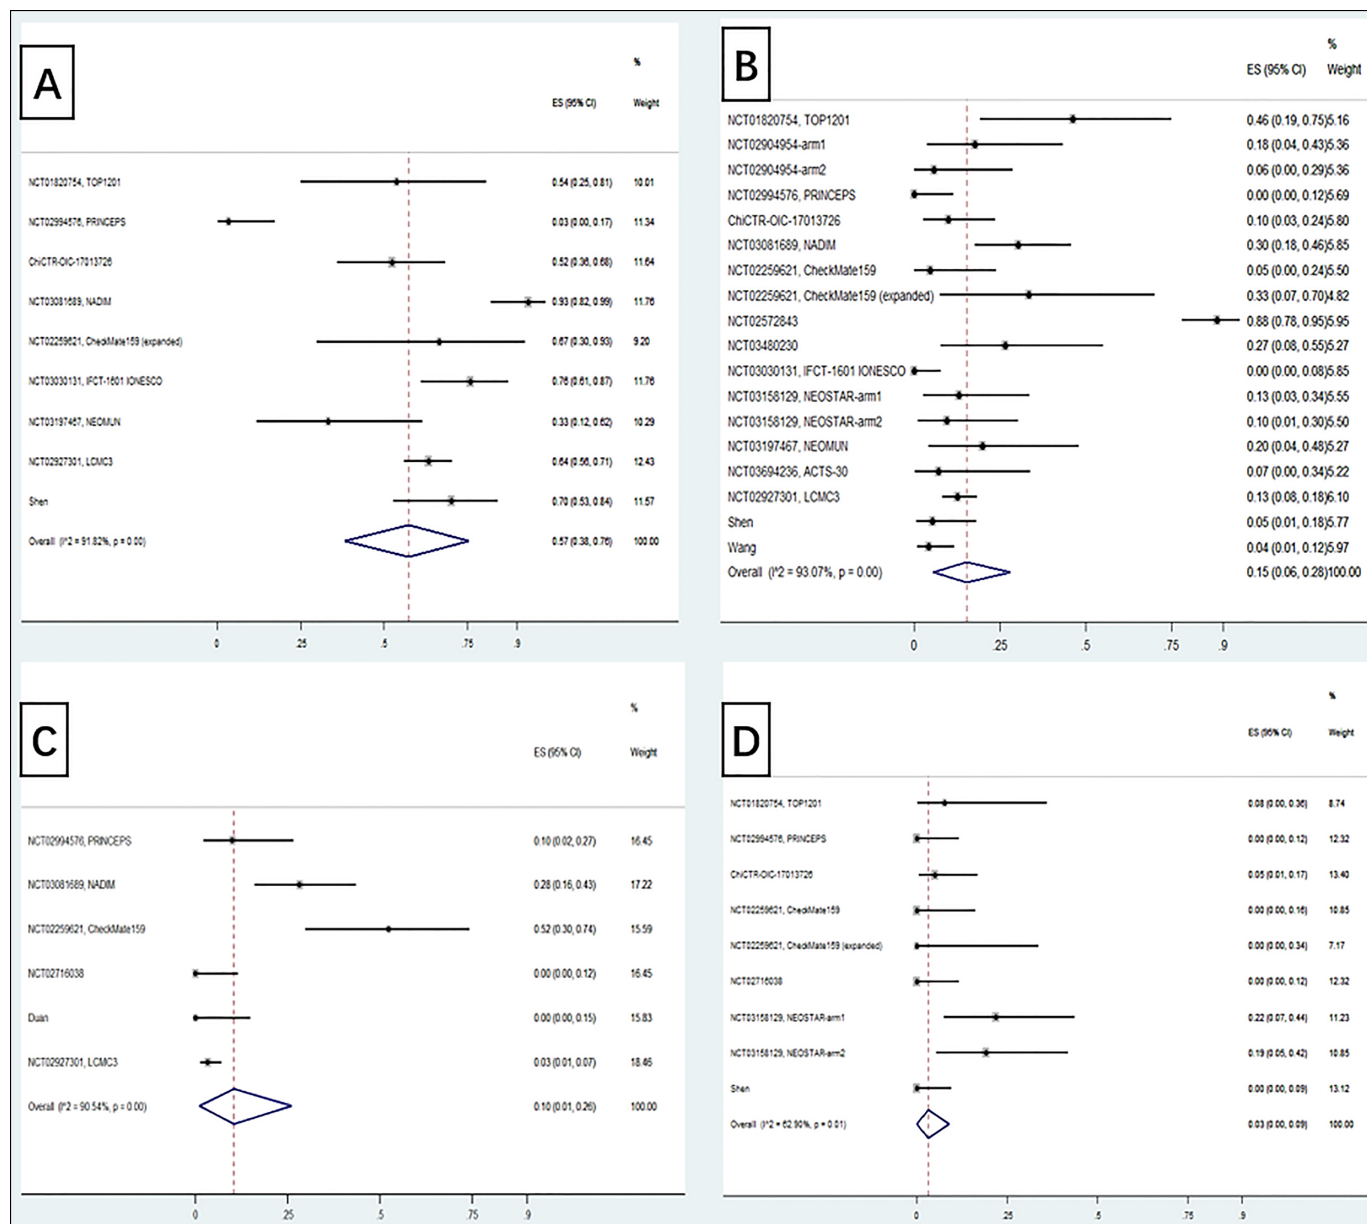 A
%
ES (95% CI) Weight
NCT01820754, TOP1201 0.54 (0.25, 0.81) 10.01
NCT02994576, PRINCEPS 0.03 (0.00, 0.17) 11.34
ChiCTR-OIC-17013726 0.52 (0.36, 0.68) 11.64
NCT03081689, NADIM 0.93 (0.82, 0.99) 11.76
NCT02259621, CheckMate159 (expanded) 0.67 (0.30, 0.93) 9.20
NCT03030131, IFCT-1601 IONESCO 0.76 (0.61, 0.87) 11.76
NCT03197467, NEOMUN 0.33 (0.12, 0.62) 10.29
NCT02927301, LCMC3 0.64 (0.56, 0.71) 12.43
Shen 0.70 (0.53, 0.84) 11.57
Overall (I^2 = 91.82%, p = 0.00) 0.57 (0.38, 0.76) 100.00
0 .25 .5 .75 .9
B
%
ES (95% CI) Weight
NCT01820754, TOP1201 0.46 (0.19, 0.75)5.16
NCT02904954-arm1 0.18 (0.04, 0.43)5.36
NCT02904954-arm2 0.06 (0.00, 0.29)5.36
NCT02994576, PRINCEPS 0.00 (0.00, 0.12)5.69
ChiCTR-OIC-17013726 0.10 (0.03, 0.24)5.80
NCT03081689, NADIM 0.30 (0.18, 0.46)5.85
NCT02259621, CheckMate159 0.05 (0.00, 0.24)5.50
NCT02259621, CheckMate159 (expanded) 0.33 (0.07, 0.70)4.82
NCT02572843 0.88 (0.78, 0.95)5.95
NCT03480230 0.27 (0.08, 0.55)5.27
NCT03030131, IFCT-1601 IONESCO 0.00 (0.00, 0.08)5.85
NCT03158129, NEOSTAR-arm1 0.13 (0.03, 0.34)5.55
NCT03158129, NEOSTAR-arm2 0.10 (0.01, 0.30)5.50
NCT03197467, NEOMUN 0.20 (0.04, 0.48)5.27
NCT03694236, ACTS-30 0.07 (0.00, 0.34)5.22
NCT02927301, LCMC3 0.13 (0.08, 0.18)6.10
Shen 0.05 (0.01, 0.18)5.77
Wang 0.04 (0.01, 0.12)5.97
Overall (I^2 = 93.07%, p = 0.00) 0.15 (0.06, 0.28)100.00
0 .25 .5 .75 .9
C
%
ES (95% CI) Weight
NCT02994576, PRINCEPS 0.10 (0.02, 0.27) 16.45
NCT03081689, NADIM 0.28 (0.16, 0.43) 17.22
NCT02259621, CheckMate159 0.52 (0.30, 0.74) 15.59
NCT02716038 0.00 (0.00, 0.12) 16.45
Duan 0.00 (0.00, 0.15) 15.83
NCT02927301, LCMC3 0.03 (0.01, 0.07) 18.46
Overall (I^2 = 90.54%, p = 0.00) 0.10 (0.01, 0.26) 100.00
0 .25 .5 .75 .9
D
%
ES (95% CI) Weight
NCT01820754, TOP1201 0.08 (0.00, 0.36) 8.74
NCT02994576, PRINCEPS 0.00 (0.00, 0.12) 12.32
ChiCTR-OIC-17013726 0.05 (0.01, 0.17) 13.40
NCT02259621, CheckMate159 0.00 (0.00, 0.16) 10.85
NCT02259621, CheckMate159 (expanded) 0.00 (0.00, 0.34) 7.17
NCT02716038 0.00 (0.00, 0.12) 12.32
NCT03158129, NEOSTAR-arm1 0.22 (0.07, 0.44) 11.23
NCT03158129, NEOSTAR-arm2 0.19 (0.05, 0.42) 10.85
Shen 0.00 (0.00, 0.09) 13.12
Overall (I^2 = 62.90%, p = 0.01) 0.03 (0.00, 0.09) 100.00
0 .25 .5 .75 .9